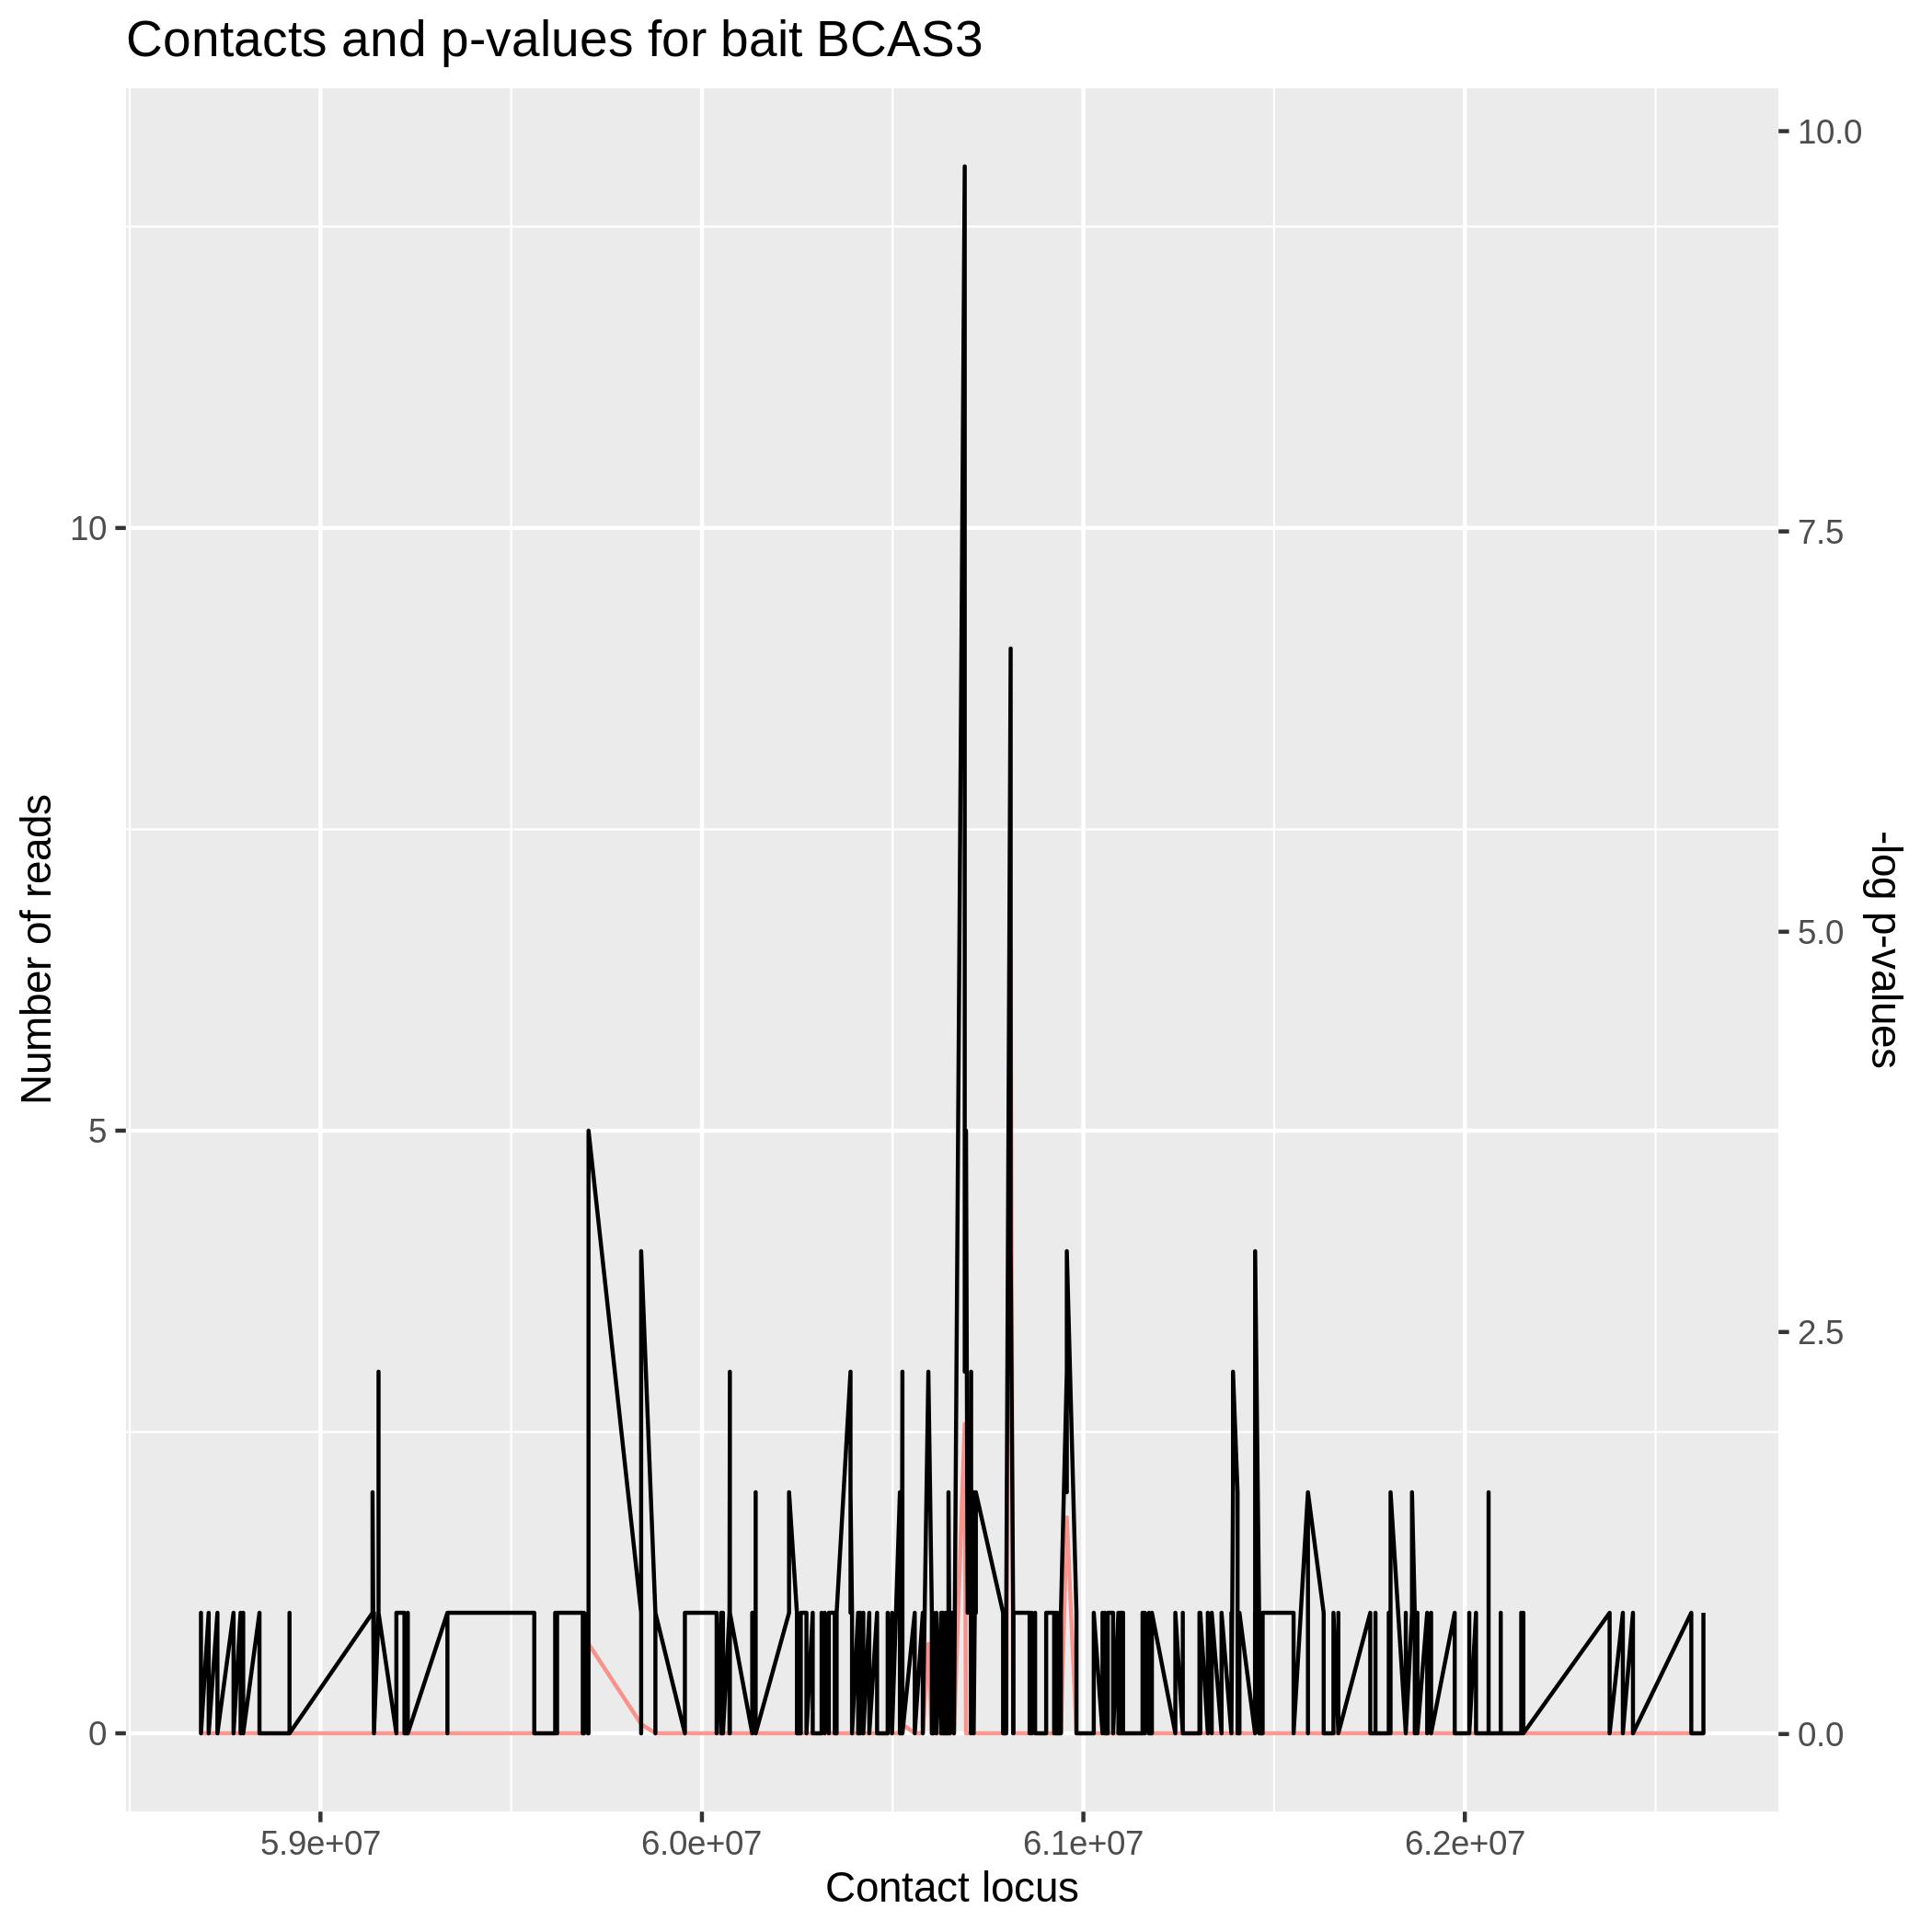 Contacts and p-values for bait BCAS3
10.0
10
7.5
Number of reads
-log p-values
5.0
5
2.5
0
0.0
5.9e+07
6.0e+07
6.1e+07
6.2e+07
Contact locus